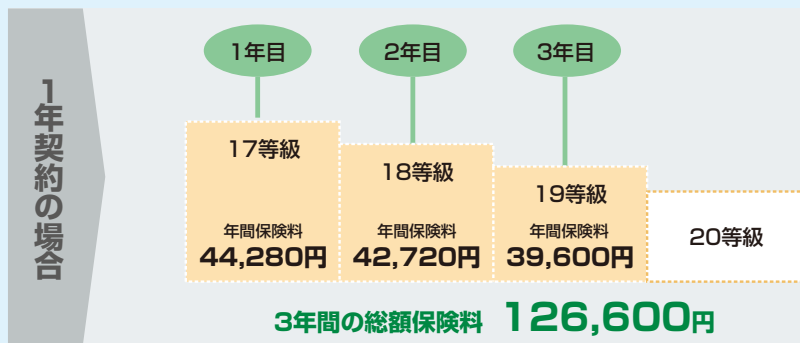 1年契約の場合
1年目
2年目
3年目
17等級
年間保険料
44,280円
18等級
年間保険料
42,720円
19等級
年間保険料
39,600円
20等級
3年間の総額保険料 126,600円